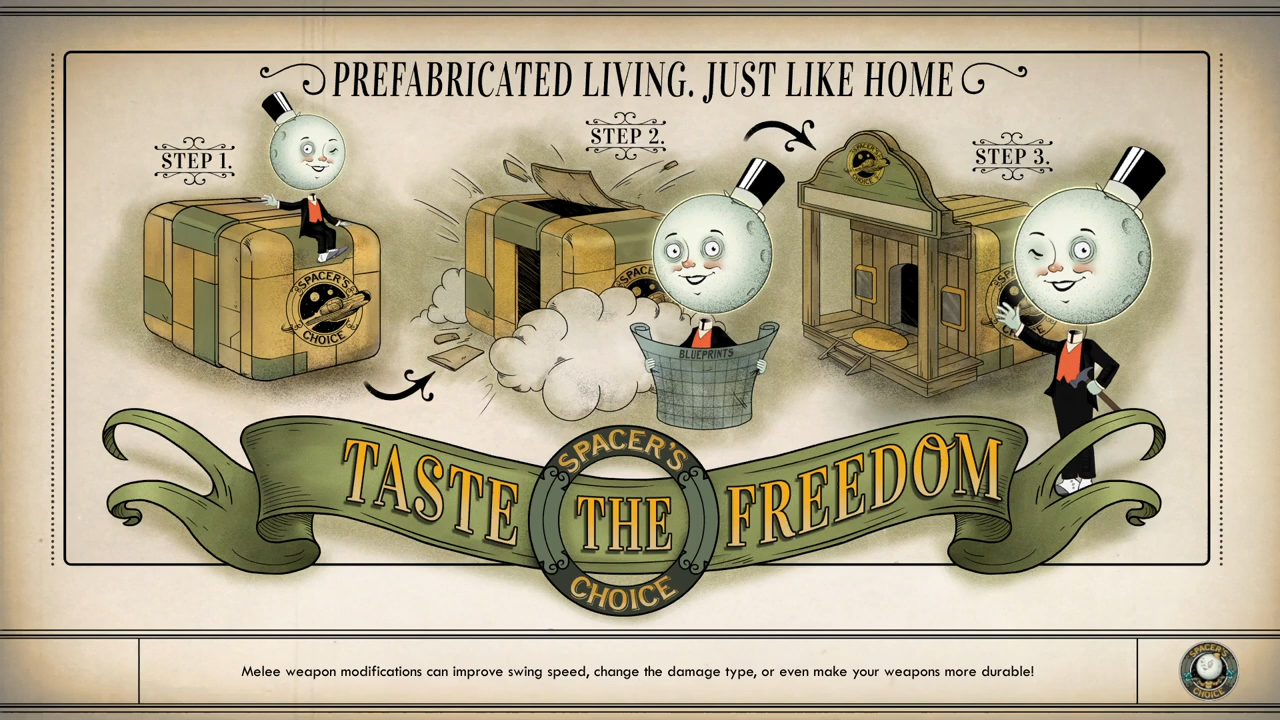 PREFABRICATED LIVING. JUST LIKE HOME
STEP 1.
STEP 2.
STEP 3.
SPACER'S
CHOICE
SPACER'S
SPACER'S
CHOICE
BLUEPRINTS
TASTE THE FREEDOM
SPACER'S
CHOICE
Melee weapon modifications can improve swing speed, change the damage type, or even make your weapons more durable!
SPACER'S
CHOICE